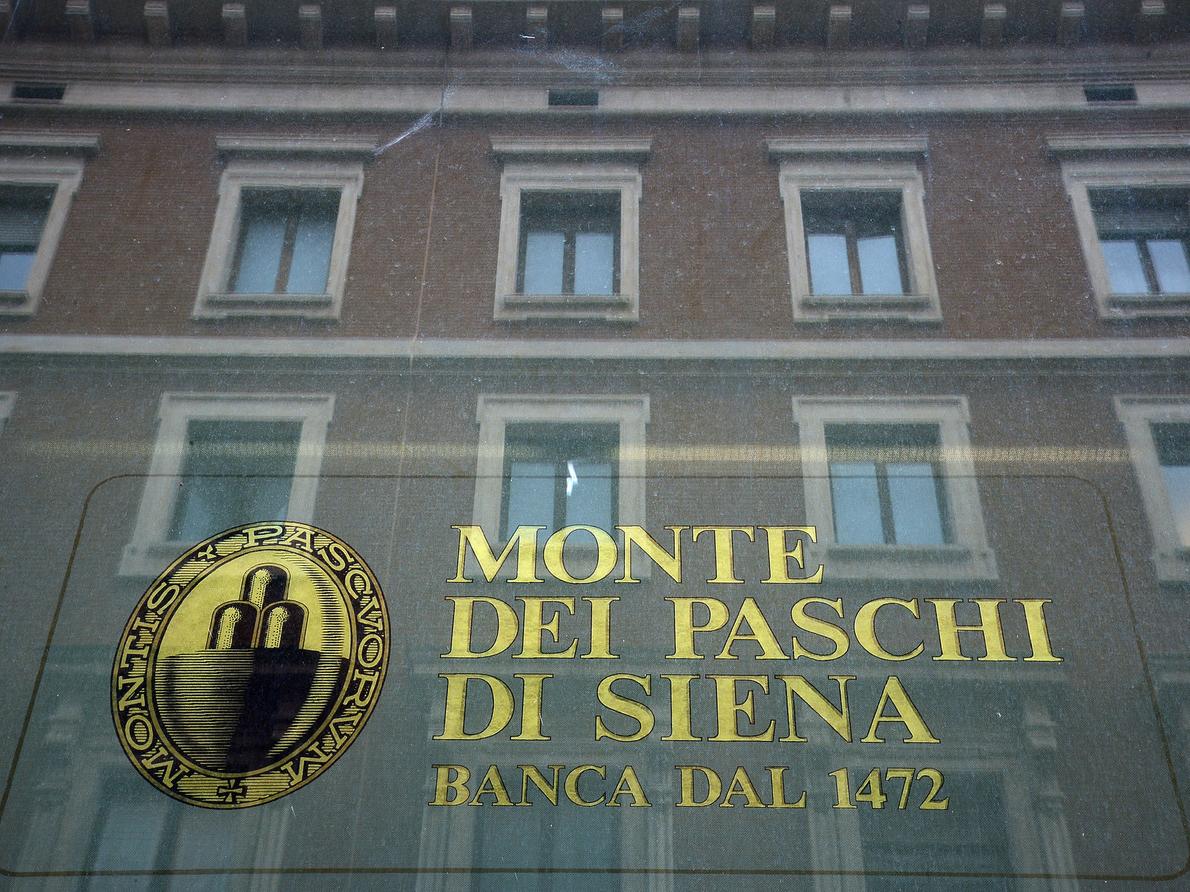 MONTIS PASCVORVM
MONTE
DEI PASCHI
DI SIENA
BANCA DAL 1472